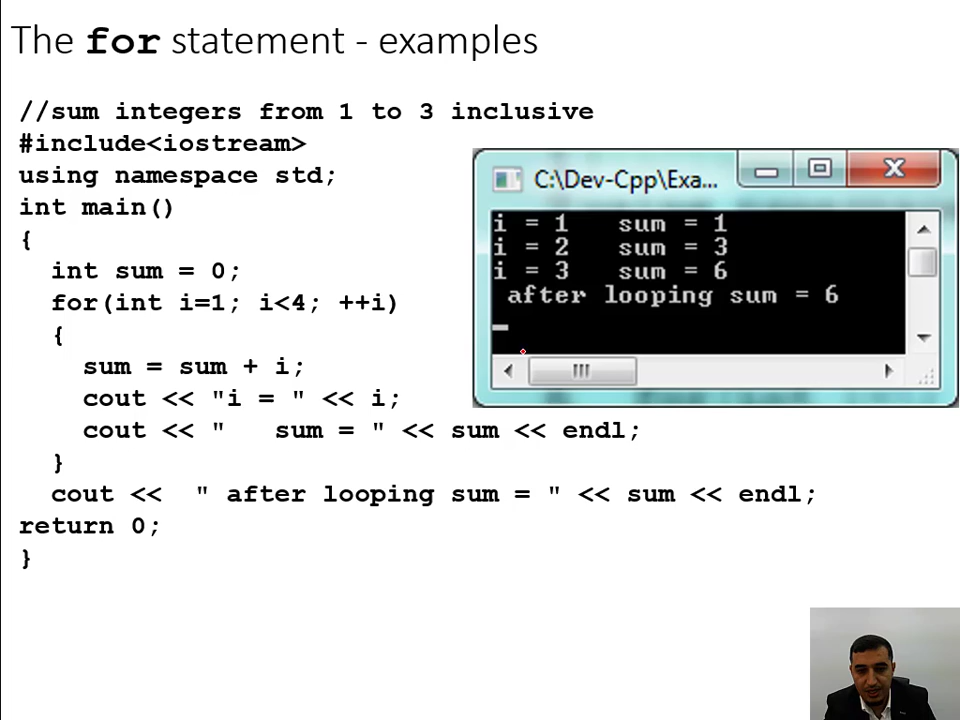 The for statement - examples
//sum integers from 1 to 3 inclusive
#include<iostream>
using namespace std;
int main()
{
int sum = 0;
for(int i=1; i<4; ++i)
{
sum = sum + i;
cout << "i = " << i;
cout << "   sum = " << sum << endl;
}
cout <<  " after looping sum = " << sum << endl;
return 0;
}
C:\Dev-Cpp\Exa...
i = 1   sum = 1
i = 2   sum = 3
i = 3   sum = 6
 after looping sum = 6